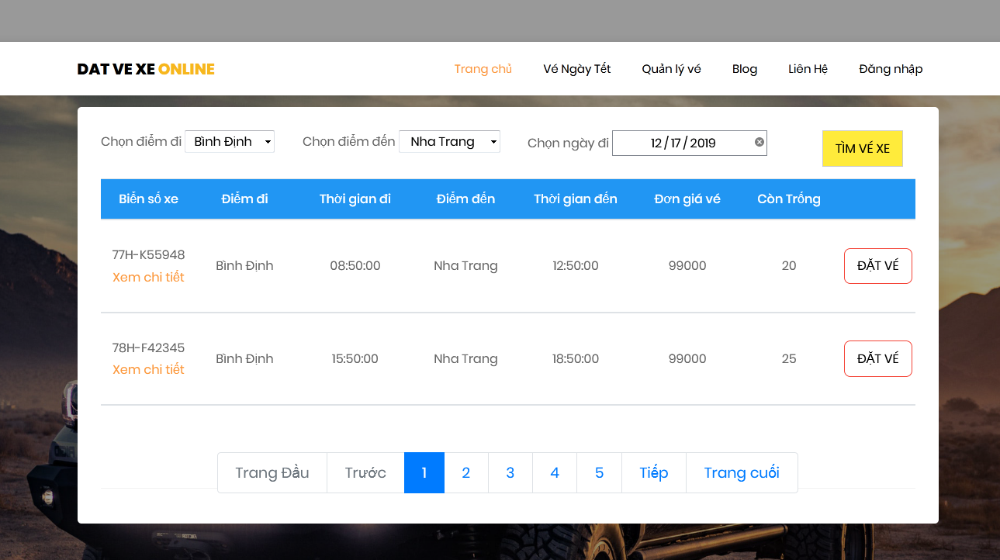 DAT VE XE ONLINE Trang chủ Vé Ngày Tết Quản lý vé Blog Liên Hệ Đăng nhập
Chọn điểm đi Bình Định Chọn điểm đến Nha Trang Chọn ngày đi 12 / 17 / 2019 TÌM VÉ XE
Biển số xe Điểm đi Thời gian đi Điểm đến Thời gian đến Đơn giá vé Còn Trống
77H-K55948
Xem chi tiết
Bình Định 08:50:00 Nha Trang 12:50:00 99000 20 ĐẶT VÉ
78H-F42345
Xem chi tiết
Bình Định 15:50:00 Nha Trang 18:50:00 99000 25 ĐẶT VÉ
Trang Đầu Trước 1 2 3 4 5 Tiếp Trang cuối